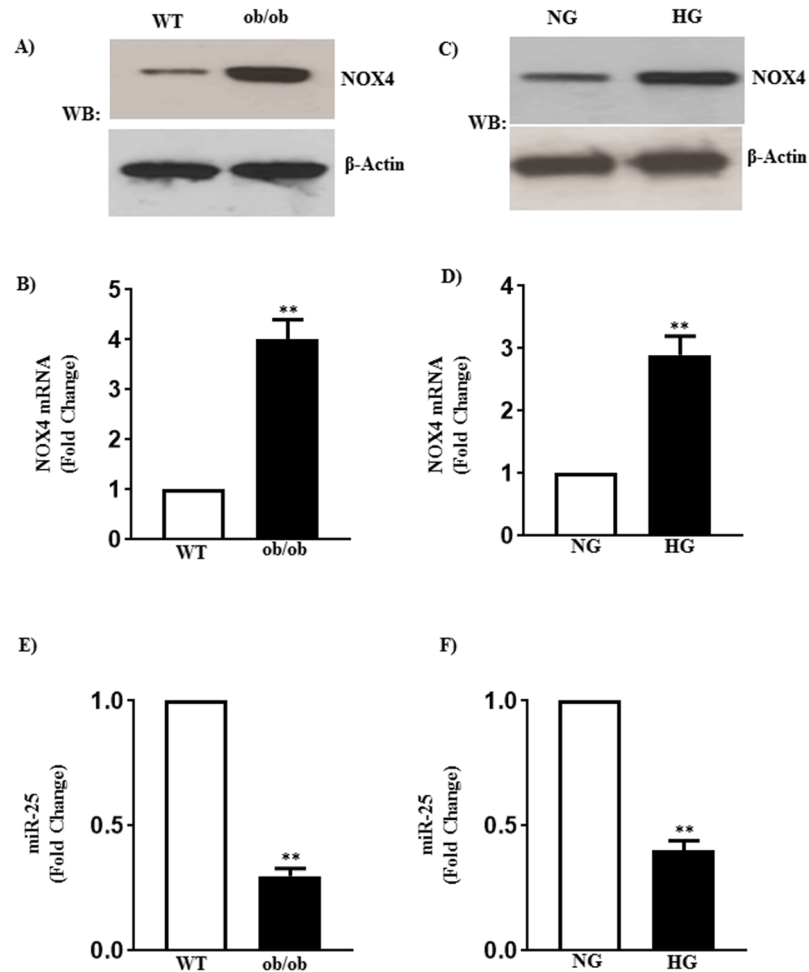 WT ob/ob
A)
NOX4
WB:
β-Actin
NG HG
C)
NOX4
WB:
β-Actin
B)
NOX4 mRNA
(Fold Change)
5
4
3
2
1
0
**
WT ob/ob
D)
NOX4 mRNA
(Fold Change)
4
3
2
1
0
**
NG HG
E)
miR-25
(Fold Change)
1.0
0.5
0.0
**
WT ob/ob
F)
miR-25
(Fold Change)
1.0
0.5
0.0
**
NG HG